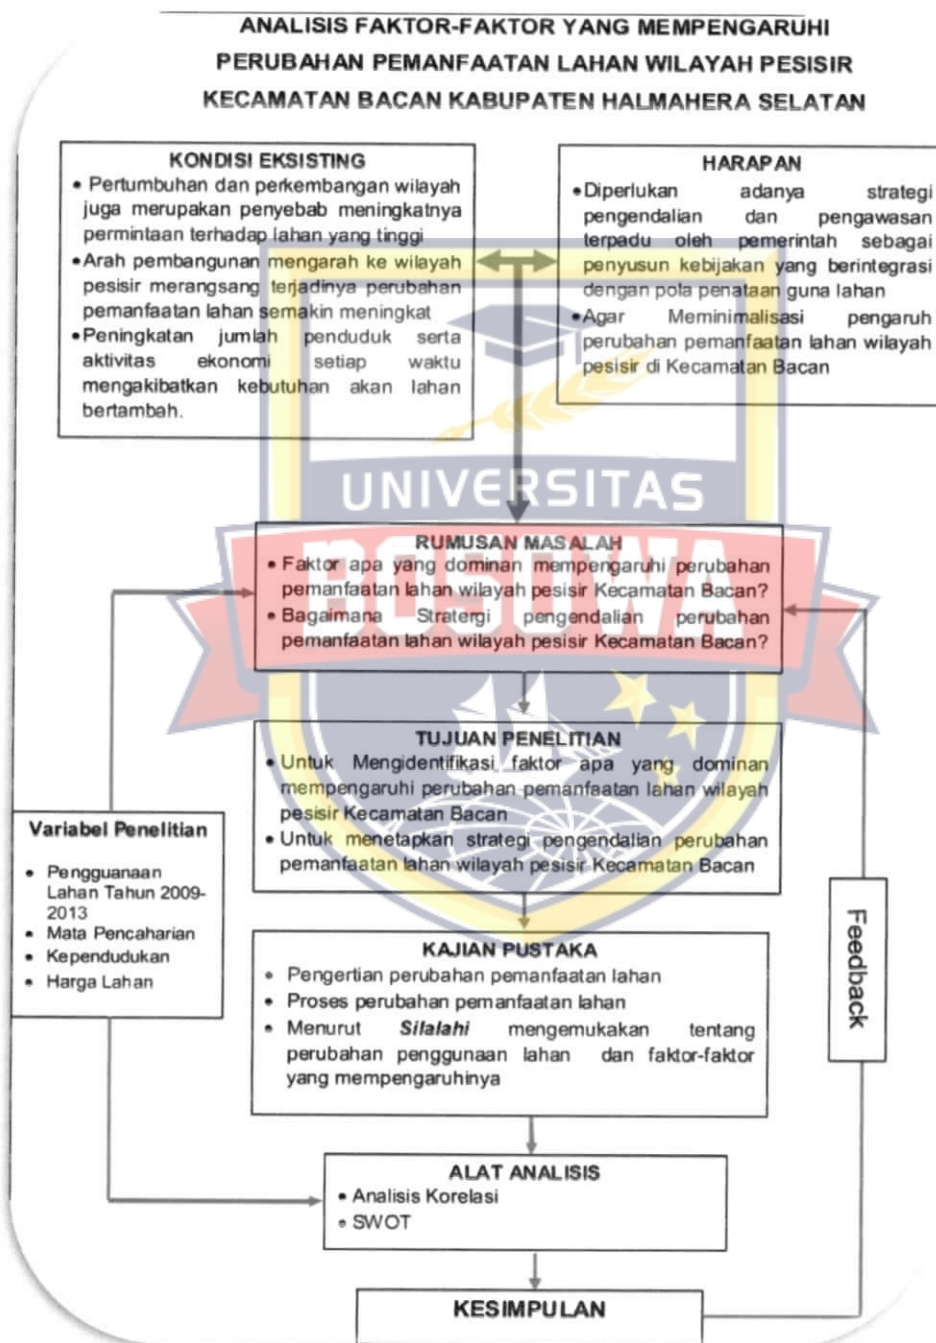 ANALISIS FAKTOR-FAKTOR YANG MEMPENGARUHI
PERUBAHAN PEMANFAATAN LAHAN WILAYAH PESISIR
KECAMATAN BACAN KABUPATEN HALMAHERA SELATAN
KONDISI EKSISTING
• Pertumbuhan dan perkembangan wilayah
juga merupakan penyebab meningkatnya
permintaan terhadap lahan yang tinggi
• Arah pembangunan mengarah ke wilayah
pesisir merangsang terjadinya perubahan
pemanfaatan lahan semakin meningkat
• Peningkatan jumlah penduduk serta
aktivitas ekonomi setiap waktu
mengakibatkan kebutuhan akan lahan
bertambah.
HARAPAN
• Diperlukan adanya strategi
pengendalian dan pengawasan
terpadu oleh pemerintah sebagai
penyusun kebijakan yang berintegrasi
dengan pola penataan guna lahan
• Agar Meminimalisasi pengaruh
perubahan pemanfatan lahan wilayah
pesisir di Kecamatan Bacan
UNIVERSITAS
BOSOWA
RUMUSAN MASALAH
• Faktor apa yang dominan mempengaruhi perubahan
pemanfaatan lahan wilayah pesisir Kecamatan Bacan?
• Bagaimana Stratergi pengendalian perubahan
pemanfaatan lahan wilayah pesisir Kecamatan Bacan?
TUJUAN PENELITIAN
• Untuk Mengidentifikasi faktor apa yang dominan
mempengaruhi perubahan pemanfaatan lahan wilayah
pesisir Kecamatan Bacan
• Untuk menetapkan strategi pengendalian perubahan
pemanfaatan lahan wilayah pesisir Kecamatan Bacan
Variabel Penelitian
• Pengguanaan
Lahan Tahun 2009-
2013
• Mata Pencaharian
• Kependudukan
• Harga Lahan
KAJIAN PUSTAKA
• Pengertian perubahan pemanfaatan lahan
• Proses perubahan pemanfaatan lahan
• Menurut Silalahi mengemukakan tentang
perubahan penggunaan lahan dan faktor-faktor
yang mempengaruhinya
Feedback
ALAT ANALISIS
• Analisis Korelasi
• SWOT
KESIMPULAN